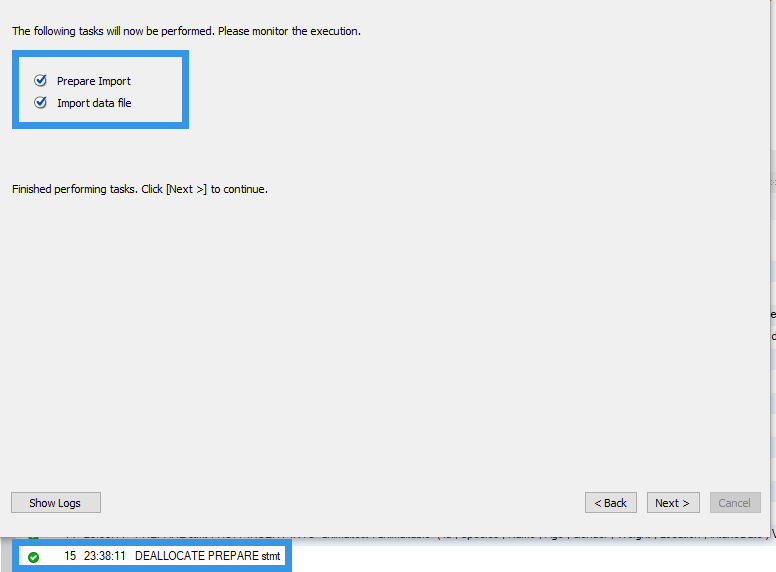 The following tasks will now be performed. Please monitor the execution.
Prepare Import
Import data file
Finished performing tasks. Click [Next >] to continue.
Show Logs
< Back
Next >
Cancel
15 23:38:11 DEALLOCATE PREPARE stmt